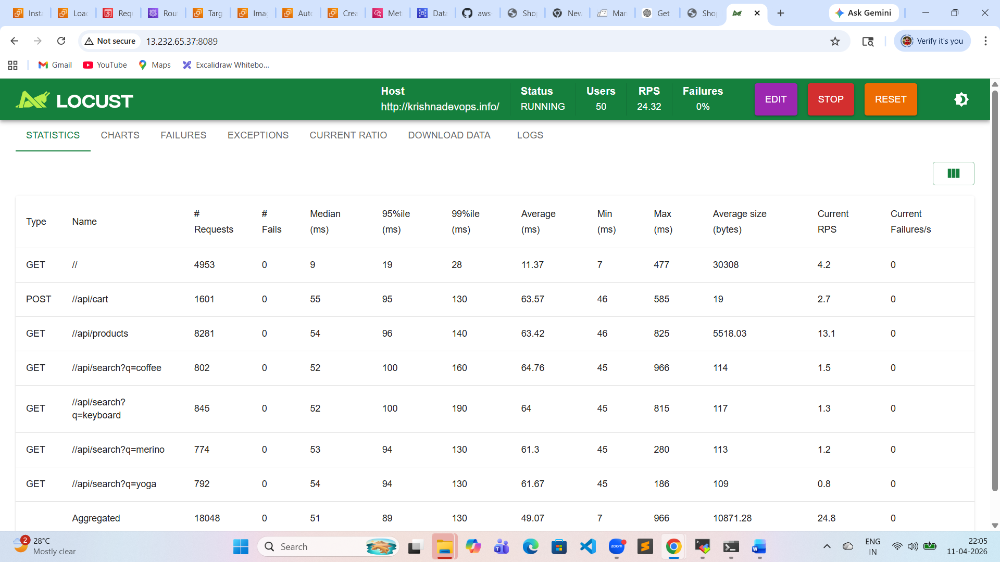 Insta
Load
Requ
Rout
Targ
Imag
Auto
Crea
Metr
Data
aws-
Shop
New
Man
Get
Shop
Ask Gemini
Not secure
13.232.65.37:8089
Verify it's you
Gmail
YouTube
Maps
Excalidraw Whitebo...
LOCUST
Host
http://krishnadevops.info/
Status
RUNNING
Users
50
RPS
24.32
Failures
0%
EDIT
STOP
RESET
STATISTICS CHARTS FAILURES EXCEPTIONS CURRENT RATIO DOWNLOAD DATA LOGS
Type Name # Requests # Fails Median (ms) 95%ile (ms) 99%ile (ms) Average (ms) Min (ms) Max (ms) Average size (bytes) Current RPS Current Failures/s
GET // 4953 0 9 19 28 11.37 7 477 30308 4.2 0
POST //api/cart 1601 0 55 95 130 63.57 46 585 19 2.7 0
GET //api/products 8281 0 54 96 140 63.42 46 825 5518.03 13.1 0
GET //api/search?q=coffee 802 0 52 100 160 64.76 45 966 114 1.5 0
GET //api/search?q=keyboard 845 0 52 100 190 64 45 815 117 1.3 0
GET //api/search?q=merino 774 0 53 94 130 61.3 45 280 113 1.2 0
GET //api/search?q=yoga 792 0 54 94 130 61.67 45 186 109 0.8 0
Aggregated 18048 0 51 89 130 49.07 7 966 10871.28 24.8 0
2
28°C
Mostly clear
Search
zoom
ENG
IN
22:05
11-04-2026